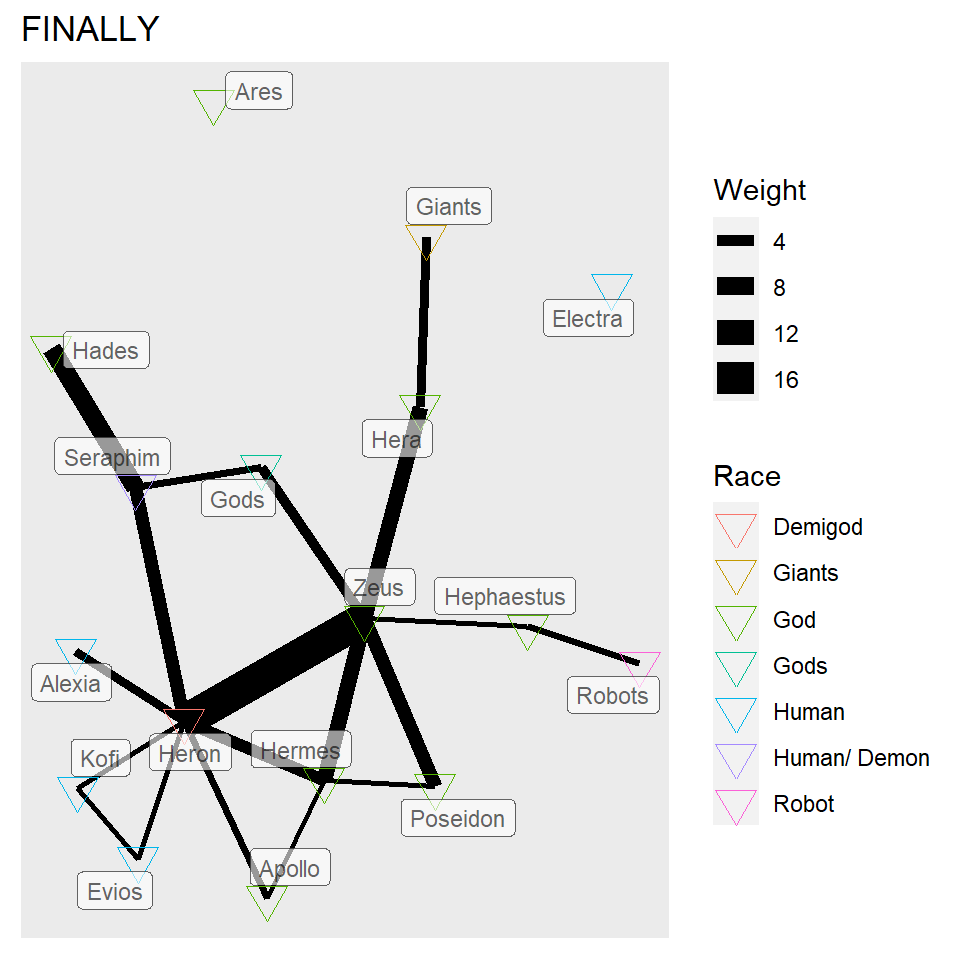 FINALLY
Ares
Giants
Electra
Hades
Hera
Seraphim
Gods
Zeus
Hephaestus
Alexia
Robots
Kofi
Heron
Hermes
Poseidon
Apollo
Evios
Weight
4
8
12
16
Race
Demigod
Giants
God
Gods
Human
Human/ Demon
Robot